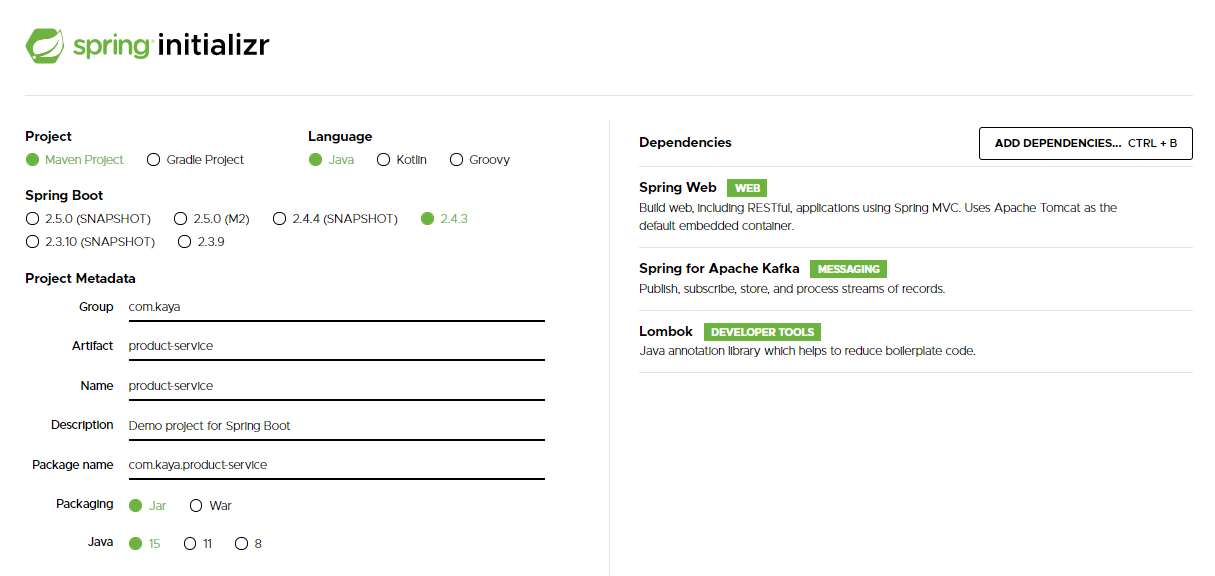 spring initializr
Project
Maven Project Gradle Project
Language
Java Kotlin Groovy
Spring Boot
2.5.0 (SNAPSHOT) 2.5.0 (M2) 2.4.4 (SNAPSHOT) 2.4.3
2.3.10 (SNAPSHOT) 2.3.9
Project Metadata
Group com.kaya
Artifact product-service
Name product-service
Description Demo project for Spring Boot
Package name com.kaya.product-service
Packaging Jar War
Java 15 11 8
Dependencies
ADD DEPENDENCIES... CTRL + B
Spring Web WEB
Build web, including RESTful, applications using Spring MVC. Uses Apache Tomcat as the
default embedded container.
Spring for Apache Kafka MESSAGING
Publish, subscribe, store, and process streams of records.
Lombok DEVELOPER TOOLS
Java annotation library which helps to reduce boilerplate code.